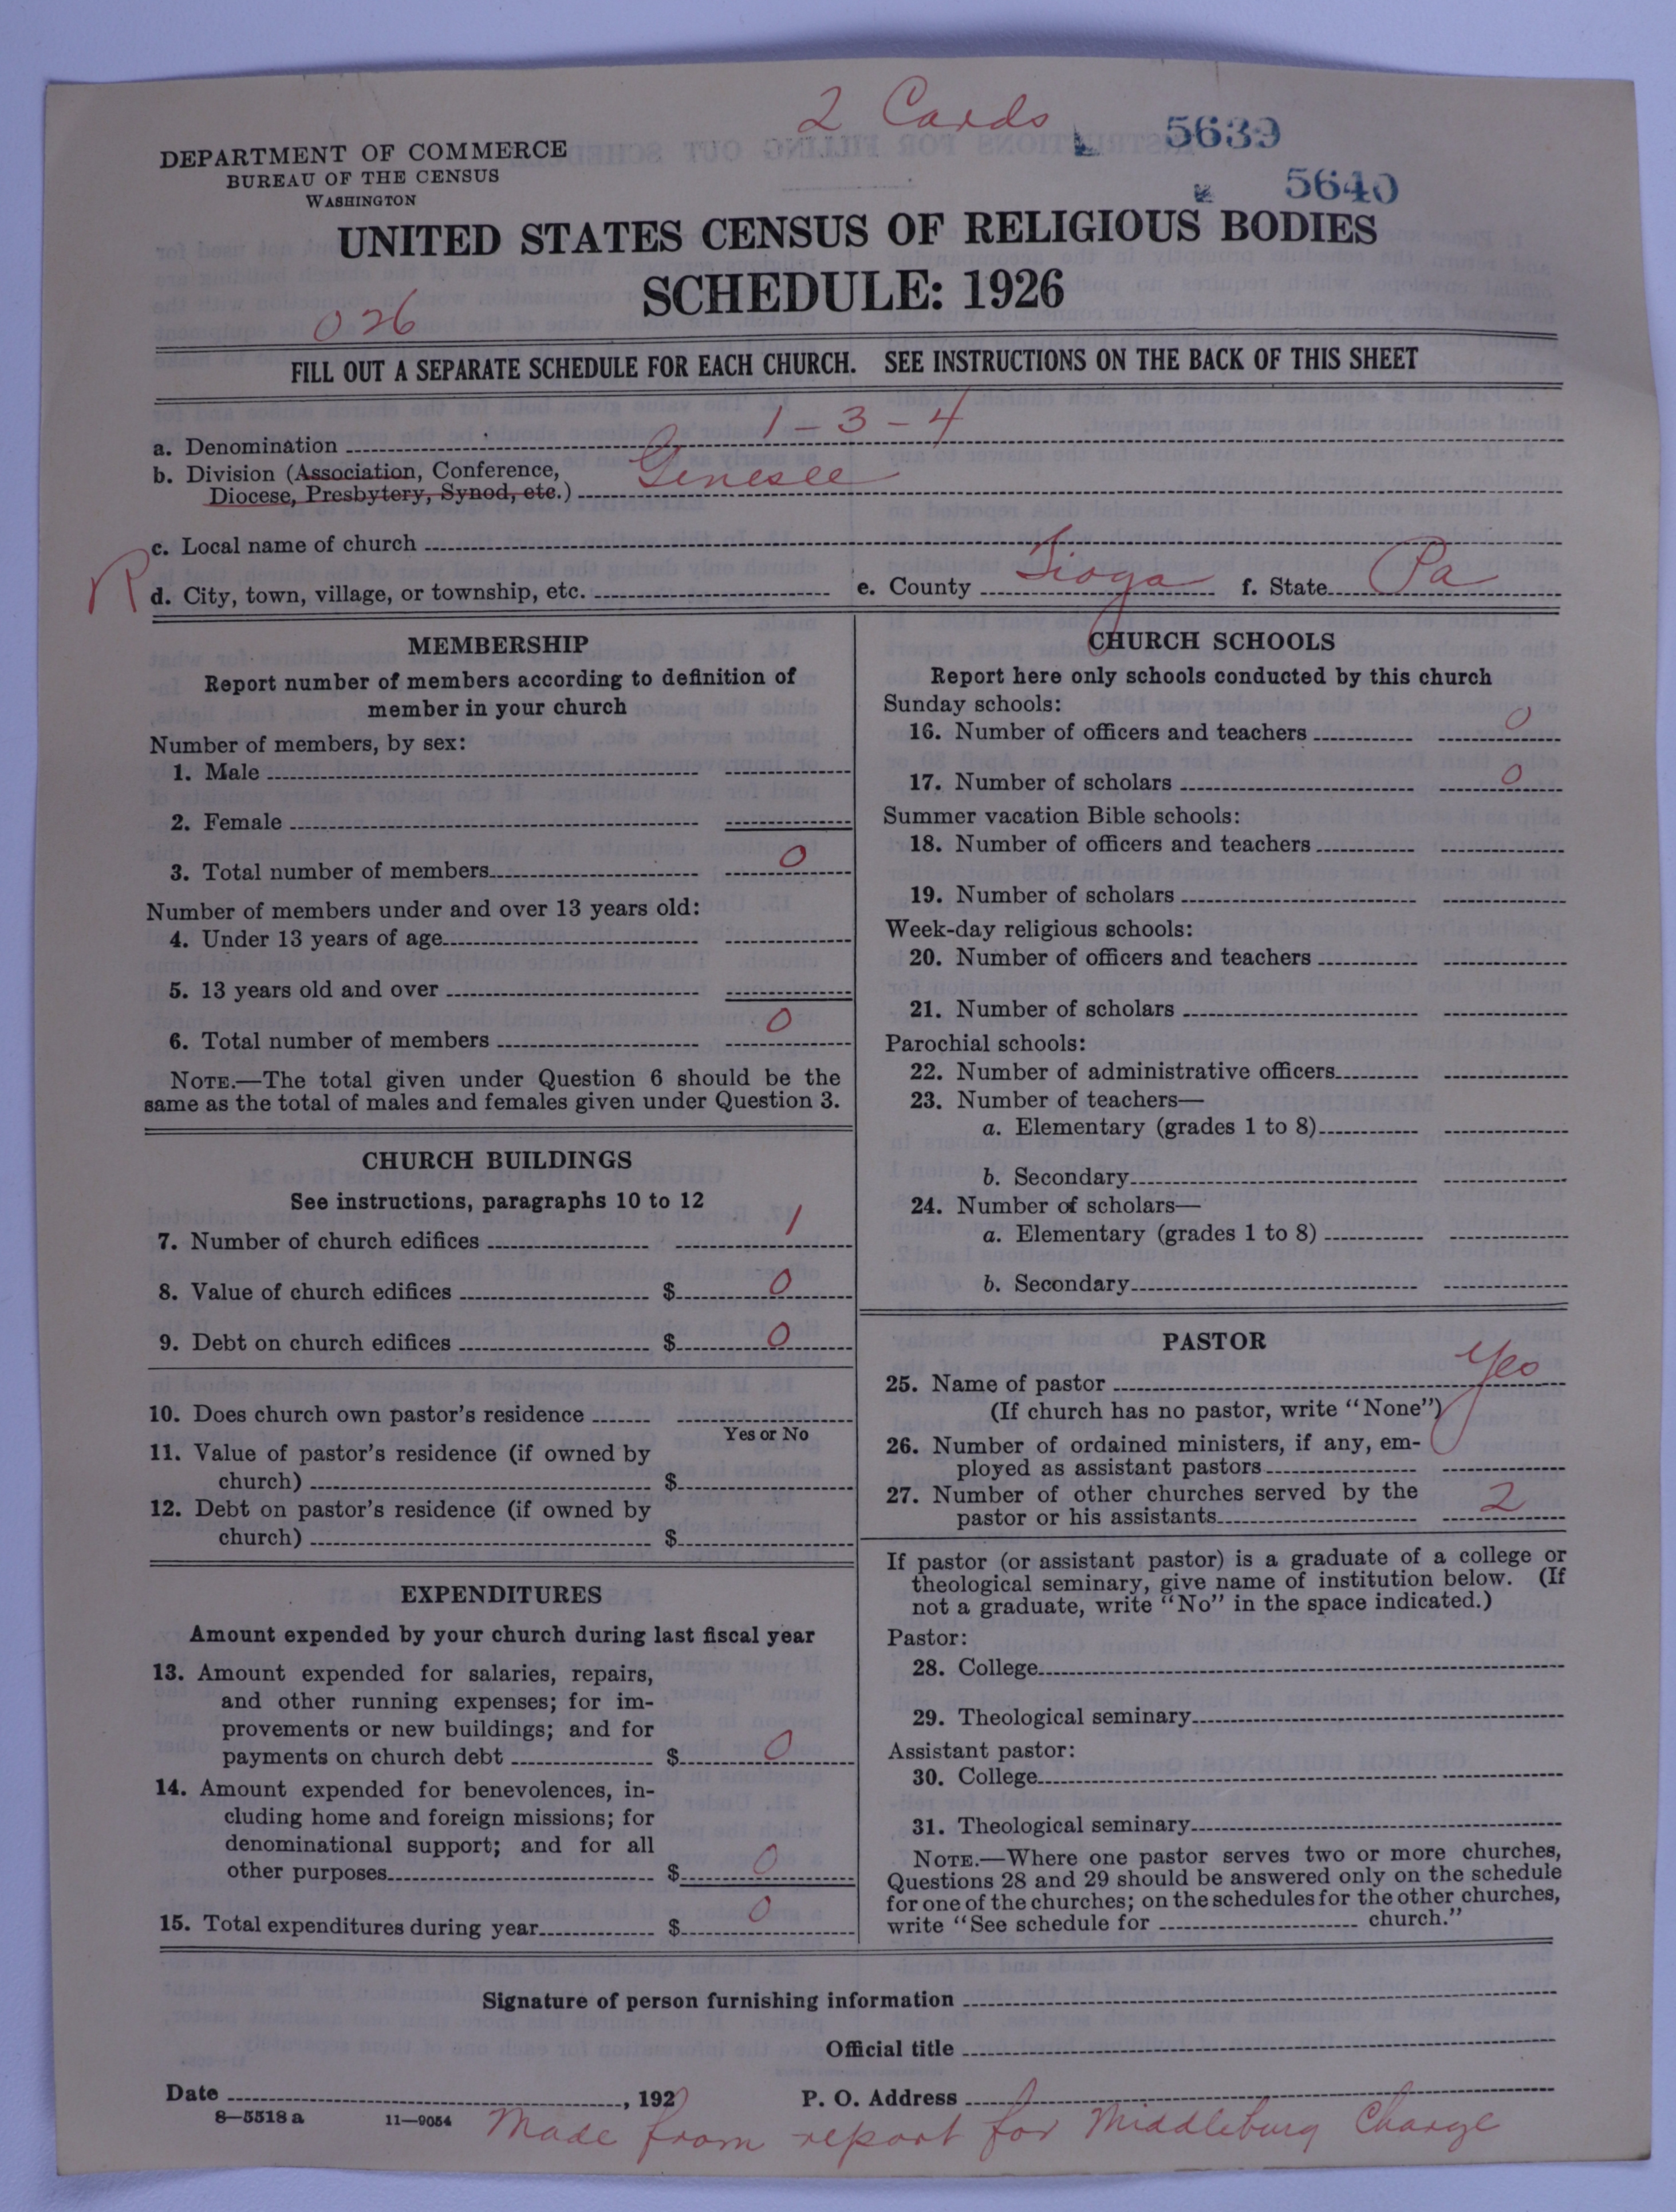 2 Cards
5639
5640
DEPARTMENT OF COMMERCE
BUREAU OF THE CENSUS
WASHINGTON
UNITED STATES CENSUS OF RELIGIOUS BODIES
SCHEDULE: 1926
026
FILL OUT A SEPARATE SCHEDULE FOR EACH CHURCH. SEE INSTRUCTIONS ON THE BACK OF THIS SHEET
a. Denomination 1-3-4
b. Division (Association, Conference, Genesee
Diocese, Presbytery, Synod, etc.)
c. Local name of church
R d. City, town, village, or township, etc. e. County Tioga f. State Pa
MEMBERSHIP
Report number of members according to definition of
member in your church
Number of members, by sex:
1. Male
2. Female
3. Total number of members 0
Number of members under and over 13 years old:
4. Under 13 years of age
5. 13 years old and over
6. Total number of members 0
NOTE.—The total given under Question 6 should be the
same as the total of males and females given under Question 3.
CHURCH BUILDINGS
See instructions, paragraphs 10 to 12
7. Number of church edifices 1
8. Value of church edifices $ 0
9. Debt on church edifices $ 0
10. Does church own pastor's residence
Yes or No
11. Value of pastor's residence (if owned by
church) $
12. Debt on pastor's residence (if owned by
church) $
EXPENDITURES
Amount expended by your church during last fiscal year
13. Amount expended for salaries, repairs,
and other running expenses; for im-
provements or new buildings; and for
payments on church debt $ 0
14. Amount expended for benevolences, in-
cluding home and foreign missions; for
denominational support; and for all
other purposes $ 0
15. Total expenditures during year $ 0
CHURCH SCHOOLS
Report here only schools conducted by this church
Sunday schools:
16. Number of officers and teachers 0
17. Number of scholars 0
Summer vacation Bible schools:
18. Number of officers and teachers
19. Number of scholars
Week-day religious schools:
20. Number of officers and teachers
21. Number of scholars
Parochial schools:
22. Number of administrative officers
23. Number of teachers—
a. Elementary (grades 1 to 8)
b. Secondary
24. Number of scholars—
a. Elementary (grades 1 to 8)
b. Secondary
PASTOR
25. Name of pastor Yes
(If church has no pastor, write "None")
26. Number of ordained ministers, if any, em-
ployed as assistant pastors
27. Number of other churches served by the
pastor or his assistants 2
If pastor (or assistant pastor) is a graduate of a college or
theological seminary, give name of institution below. (If
not a graduate, write "No" in the space indicated.)
Pastor:
28. College
29. Theological seminary
Assistant pastor:
30. College
31. Theological seminary
NOTE.—Where one pastor serves two or more churches,
Questions 28 and 29 should be answered only on the schedule
for one of the churches; on the schedules for the other churches,
write "See schedule for church."
Signature of person furnishing information
Official title
Date , 192 P. O. Address
8—5518 a 11—9054
Made from report for Middleburg Charge